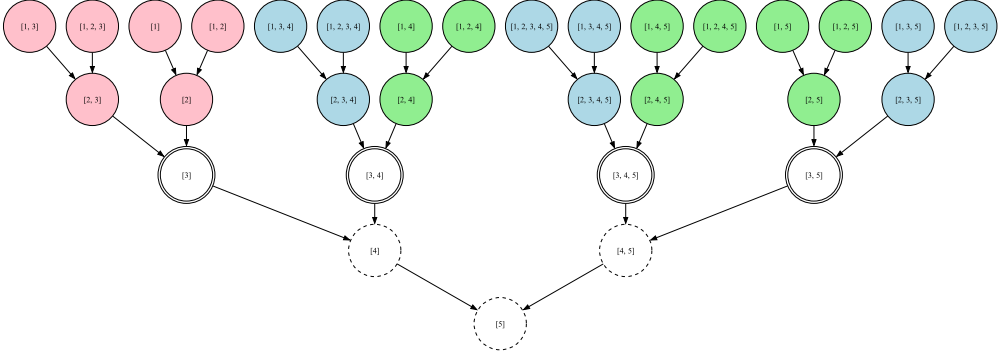 [1, 3]
[1, 2, 3]
[1]
[1, 2]
[1, 3, 4]
[1, 2, 3, 4]
[1, 4]
[1, 2, 4]
[1, 2, 3, 4, 5]
[1, 3, 4, 5]
[1, 4, 5]
[1, 2, 4, 5]
[1, 5]
[1, 2, 5]
[1, 3, 5]
[1, 2, 3, 5]
[2, 3]
[2]
[2, 3, 4]
[2, 4]
[2, 3, 4, 5]
[2, 4, 5]
[2, 5]
[2, 3, 5]
[3]
[3, 4]
[3, 4, 5]
[3, 5]
[4]
[4, 5]
[5]